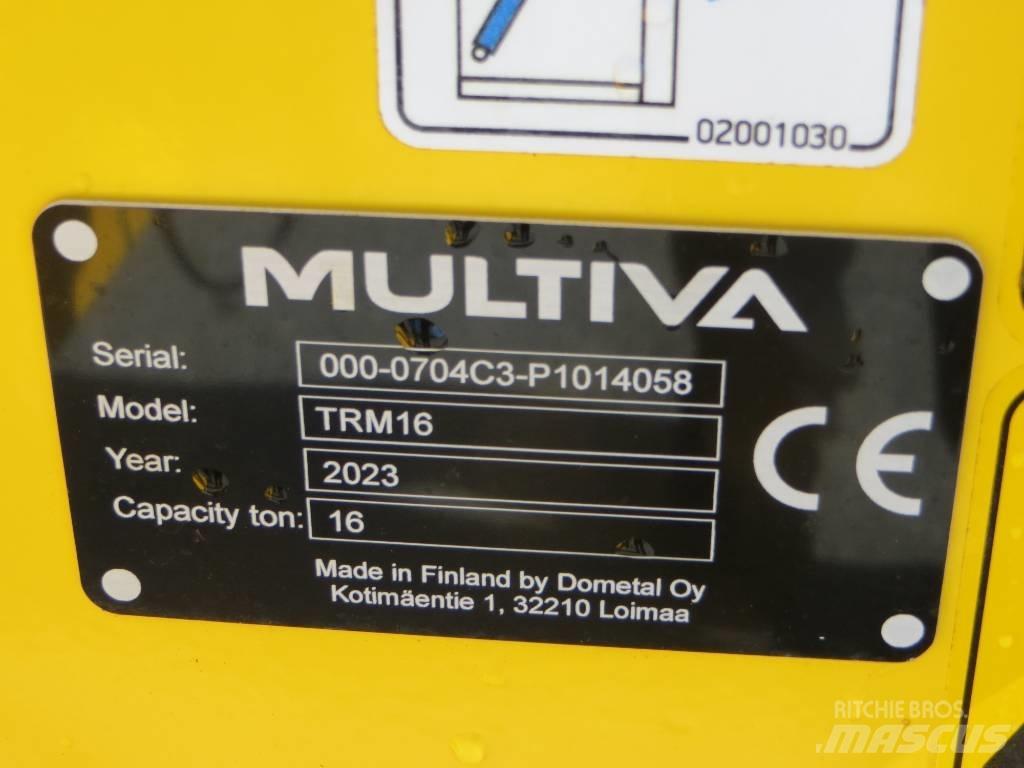 02001030
MULTIVA
Serial: 000-0704C3-P1014058
Model: TRM16
Year: 2023
Capacity ton: 16
Made in Finland by Dometal Oy
Kotimäentie 1, 32210 Loimaa
RITCHIE BROS.
MASCUS